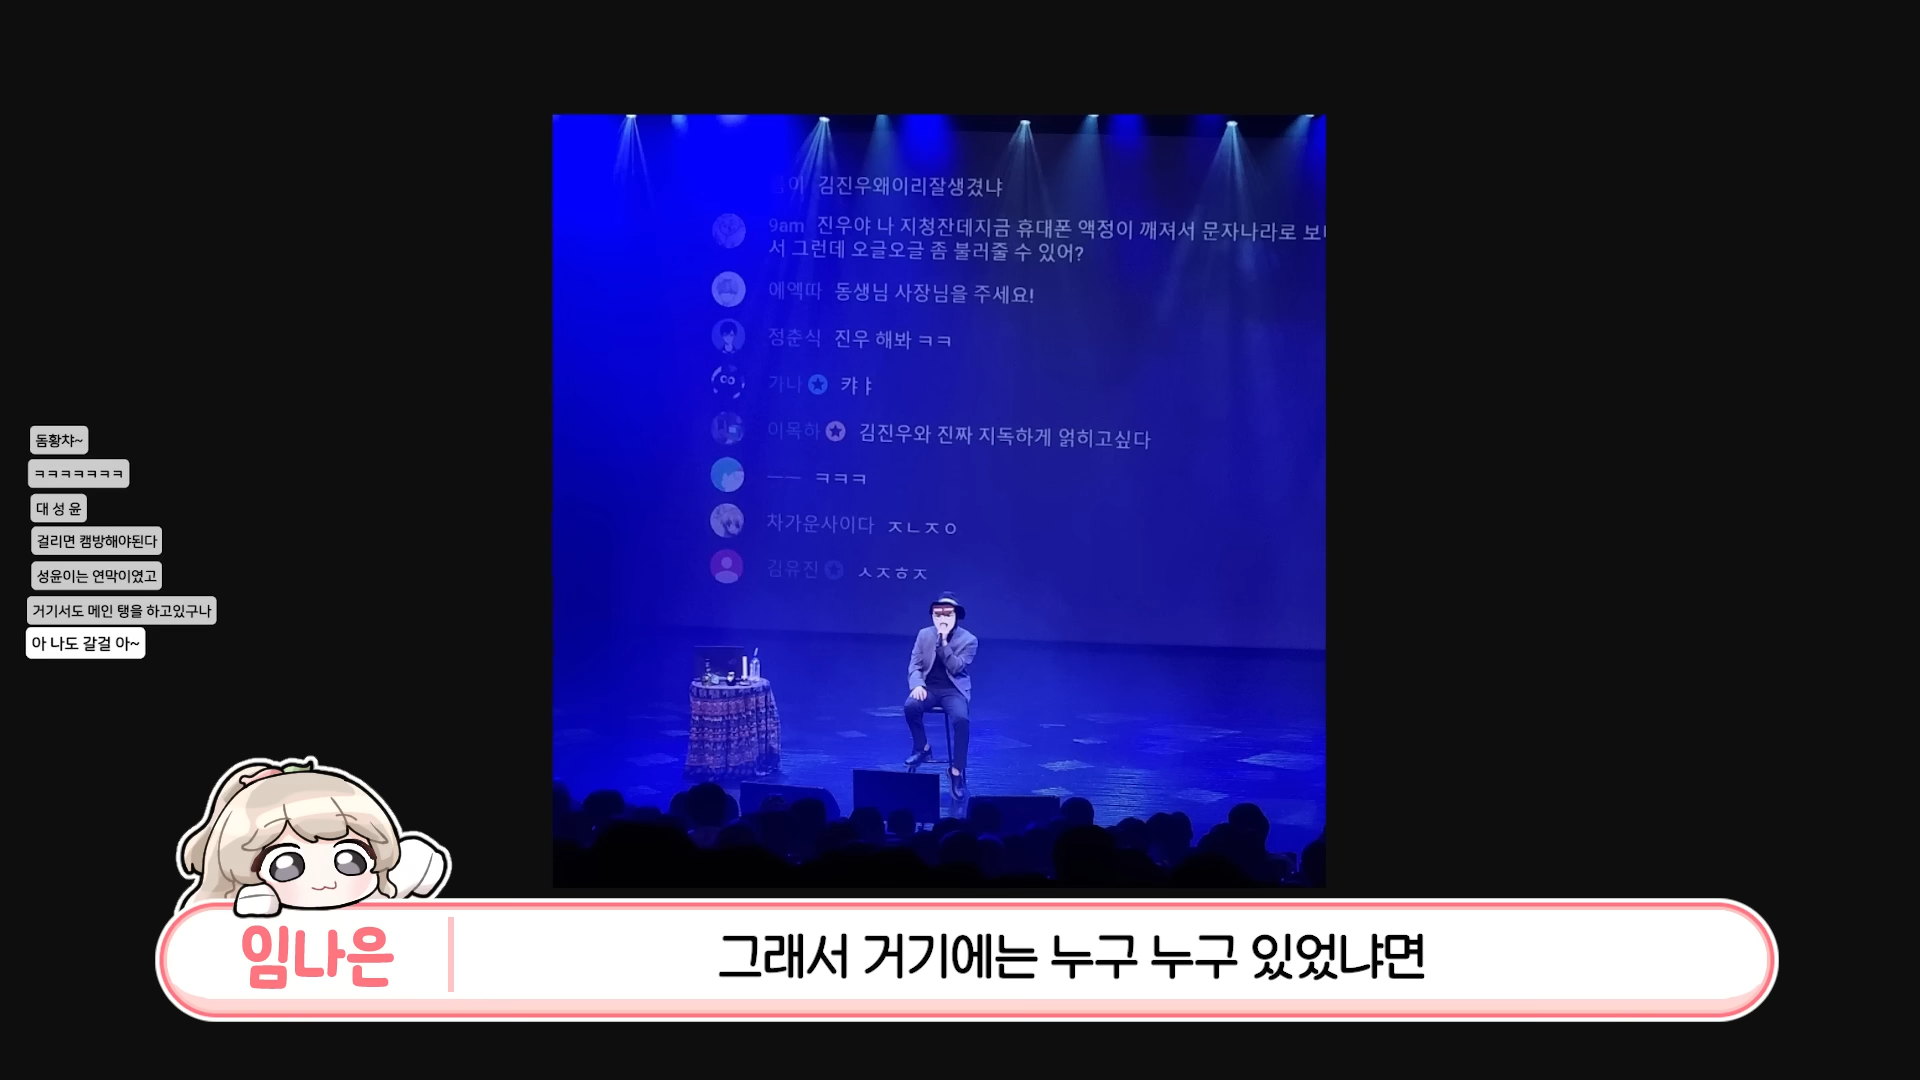 김진우왜이리잘생겼냐
9am 진우야 나 지청잔데지금 휴대폰 액정이 깨져서 문자나라로
서 그런데 오글오글 좀 불러줄 수 있어?
에액따 동생님 사장님을 주세요!
정춘식 진우 해봐 ㅋㅋ
가나 캬ㅑ
이목하 김진우와 진짜 지독하게 얽히고싶다
ㅡㅡ ㅋㅋㅋ
차가운사이다 ㅈㄴㅈㅇ
김유진 ㅅㅈㅎㅈ
돔황챠~
ㅋㅋㅋㅋㅋㅋㅋ
대 성 윤
걸리면 캠방해야된다
성윤이는 연막이였고
거기서도 메인 탱을 하고있구나
아 나도 갈걸 아~
임나은
그래서 거기에는 누구 누구 있었냐면